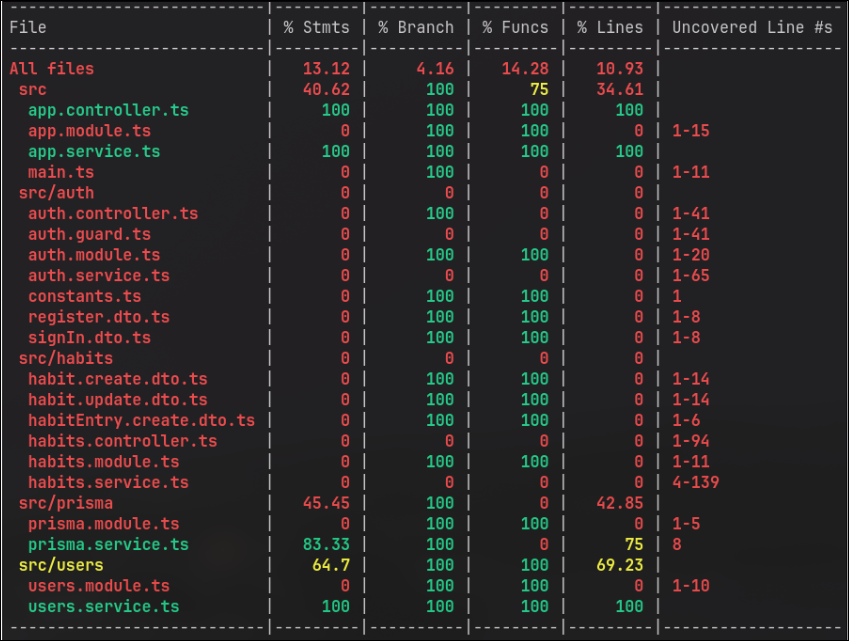 File | % Stmts | % Branch | % Funcs | % Lines | Uncovered Line #s
All files | 13.12 | 4.16 | 14.28 | 10.93 |
src | 40.62 | 100 | 75 | 34.61 |
app.controller.ts | 100 | 100 | 100 | 100 |
app.module.ts | 0 | 100 | 100 | 0 | 1-15
app.service.ts | 100 | 100 | 100 | 100 |
main.ts | 0 | 100 | 0 | 0 | 1-11
src/auth | 0 | 0 | 0 | 0 |
auth.controller.ts | 0 | 100 | 0 | 0 | 1-41
auth.guard.ts | 0 | 0 | 0 | 0 | 1-41
auth.module.ts | 0 | 100 | 100 | 0 | 1-20
auth.service.ts | 0 | 0 | 0 | 0 | 1-65
constants.ts | 0 | 100 | 100 | 0 | 1
register.dto.ts | 0 | 100 | 100 | 0 | 1-8
signIn.dto.ts | 0 | 100 | 100 | 0 | 1-8
src/habits | 0 | 0 | 0 | 0 |
habit.create.dto.ts | 0 | 100 | 100 | 0 | 1-14
habit.update.dto.ts | 0 | 100 | 100 | 0 | 1-14
habitEntry.create.dto.ts | 0 | 100 | 100 | 0 | 1-6
habits.controller.ts | 0 | 0 | 0 | 0 | 1-94
habits.module.ts | 0 | 100 | 100 | 0 | 1-11
habits.service.ts | 0 | 0 | 0 | 0 | 4-139
src/prisma | 45.45 | 100 | 0 | 42.85 |
prisma.module.ts | 0 | 100 | 100 | 0 | 1-5
prisma.service.ts | 83.33 | 100 | 0 | 75 | 8
src/users | 64.7 | 100 | 100 | 69.23 |
users.module.ts | 0 | 100 | 100 | 0 | 1-10
users.service.ts | 100 | 100 | 100 | 100 |